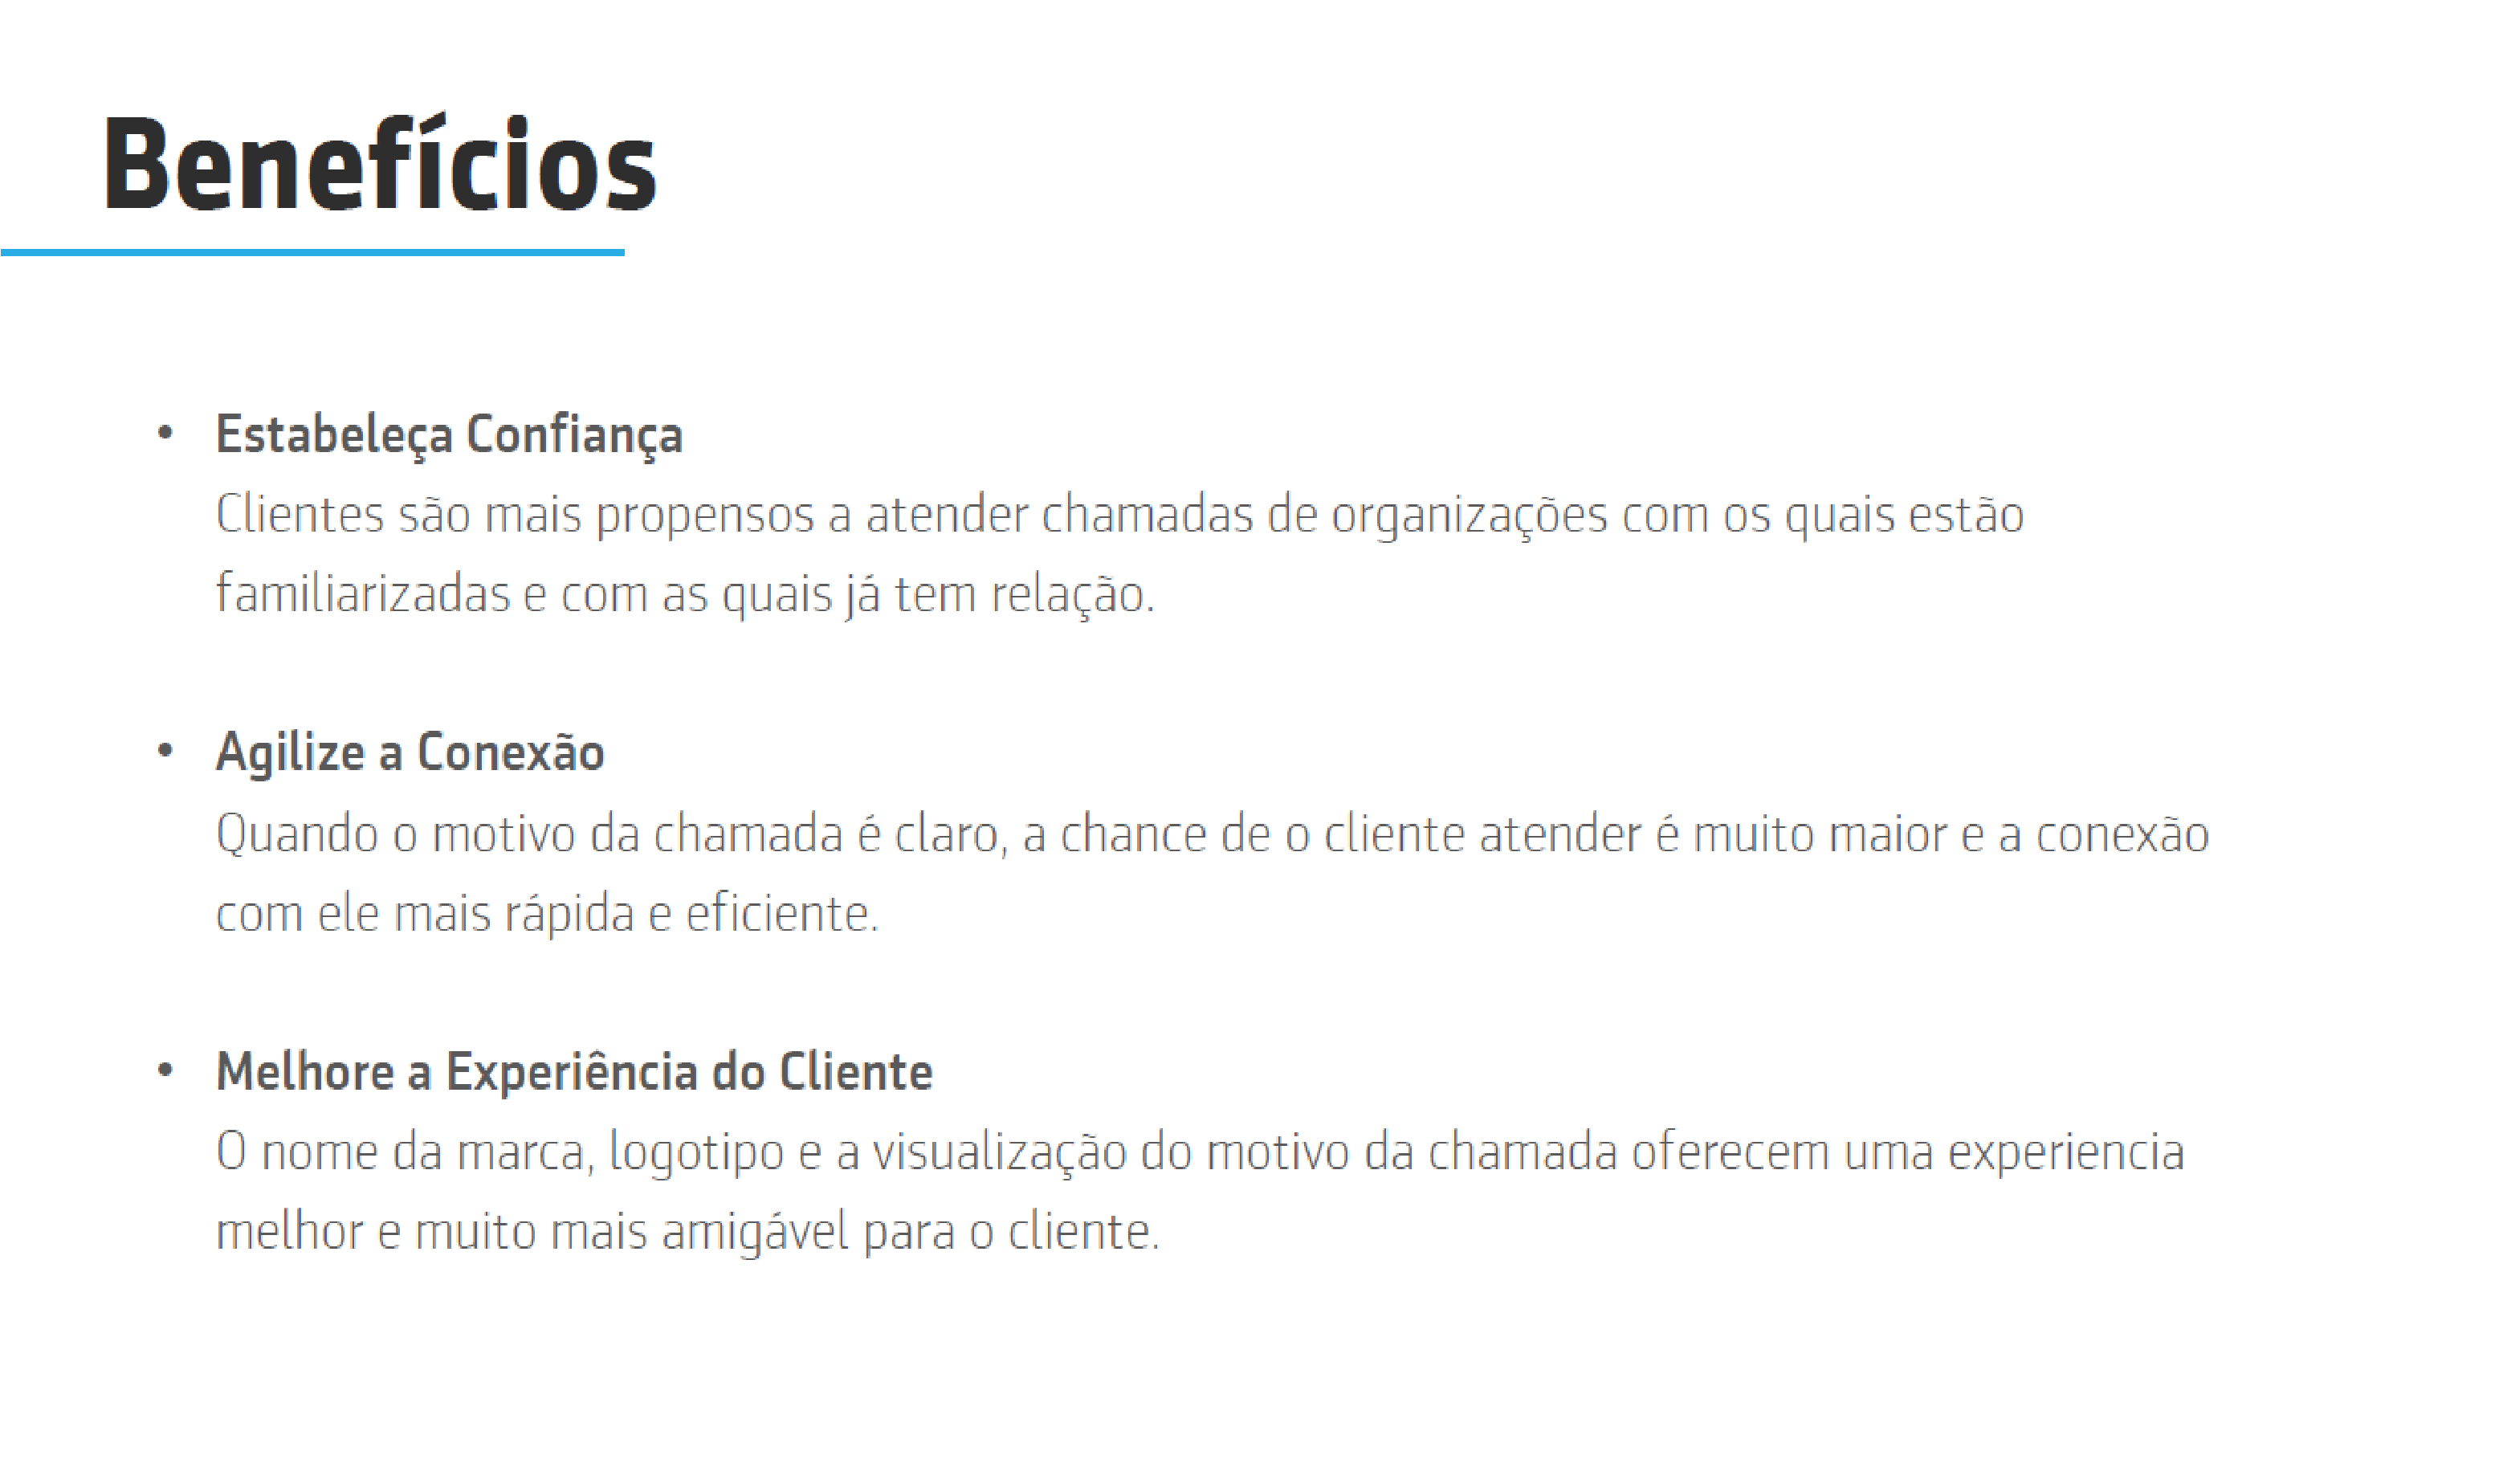 Benefícios
• Estabeleça Confiança
Clientes são mais propensos a atender chamadas de organizações com os quais estão
familiarizadas e com as quais já tem relação.
• Agilize a Conexão
Quando o motivo da chamada é claro, a chance de o cliente atender é muito maior e a conexão
com ele mais rápida e eficiente.
• Melhore a Experiência do Cliente
O nome da marca, logotipo e a visualização do motivo da chamada oferecem uma experiencia
melhor e muito mais amigável para o cliente.